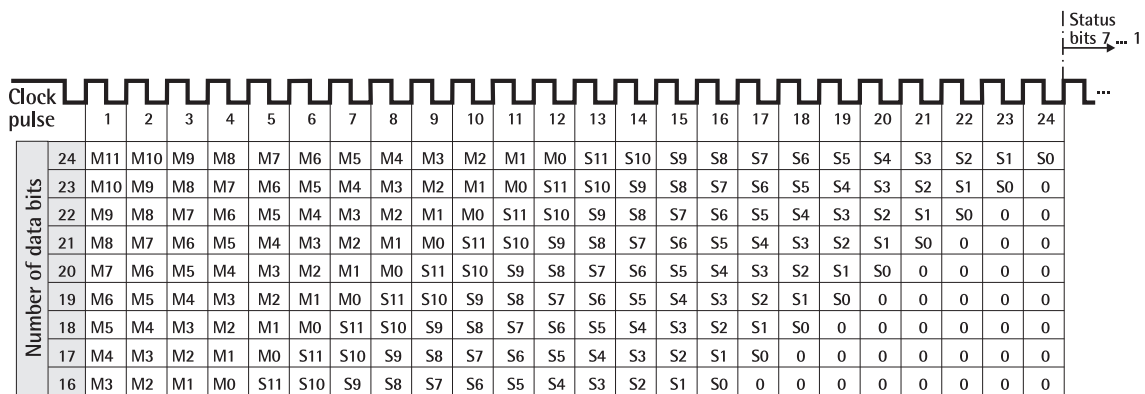 Status
bits 7 ... 1
...
Clock
pulse
1 2 3 4 5 6 7 8 9 10 11 12 13 14 15 16 17 18 19 20 21 22 23 24
Number of data bits
24 M11 M10 M9 M8 M7 M6 M5 M4 M3 M2 M1 M0 S11 S10 S9 S8 S7 S6 S5 S4 S3 S2 S1 S0
23 M10 M9 M8 M7 M6 M5 M4 M3 M2 M1 M0 S11 S10 S9 S8 S7 S6 S5 S4 S3 S2 S1 S0 0
22 M9 M8 M7 M6 M5 M4 M3 M2 M1 M0 S11 S10 S9 S8 S7 S6 S5 S4 S3 S2 S1 S0 0 0
21 M8 M7 M6 M5 M4 M3 M2 M1 M0 S11 S10 S9 S8 S7 S6 S5 S4 S3 S2 S1 S0 0 0 0
20 M7 M6 M5 M4 M3 M2 M1 M0 S11 S10 S9 S8 S7 S6 S5 S4 S3 S2 S1 S0 0 0 0 0
19 M6 M5 M4 M3 M2 M1 M0 S11 S10 S9 S8 S7 S6 S5 S4 S3 S2 S1 S0 0 0 0 0 0
18 M5 M4 M3 M2 M1 M0 S11 S10 S9 S8 S7 S6 S5 S4 S3 S2 S1 S0 0 0 0 0 0 0
17 M4 M3 M2 M1 M0 S11 S10 S9 S8 S7 S6 S5 S4 S3 S2 S1 S0 0 0 0 0 0 0 0
16 M3 M2 M1 M0 S11 S10 S9 S8 S7 S6 S5 S4 S3 S2 S1 S0 0 0 0 0 0 0 0 0